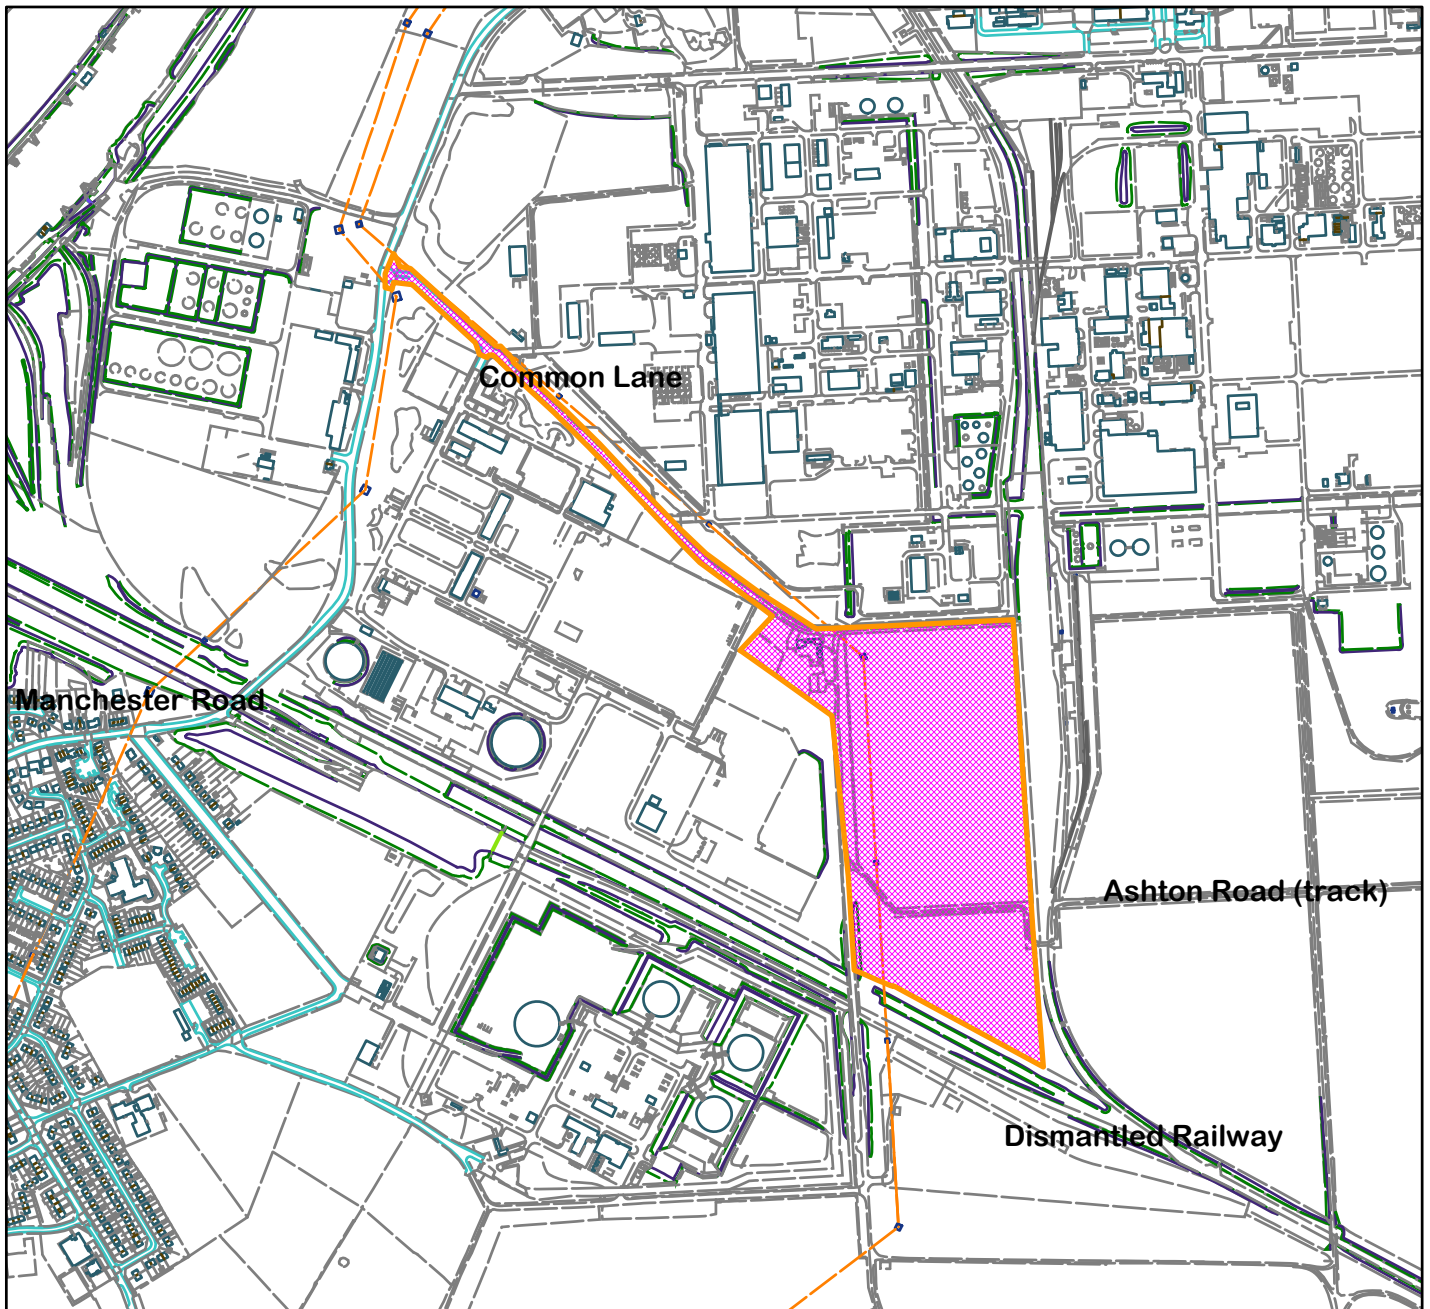 Common Lane
Manchester Road
Ashton Road (track)
Dismantled Railway